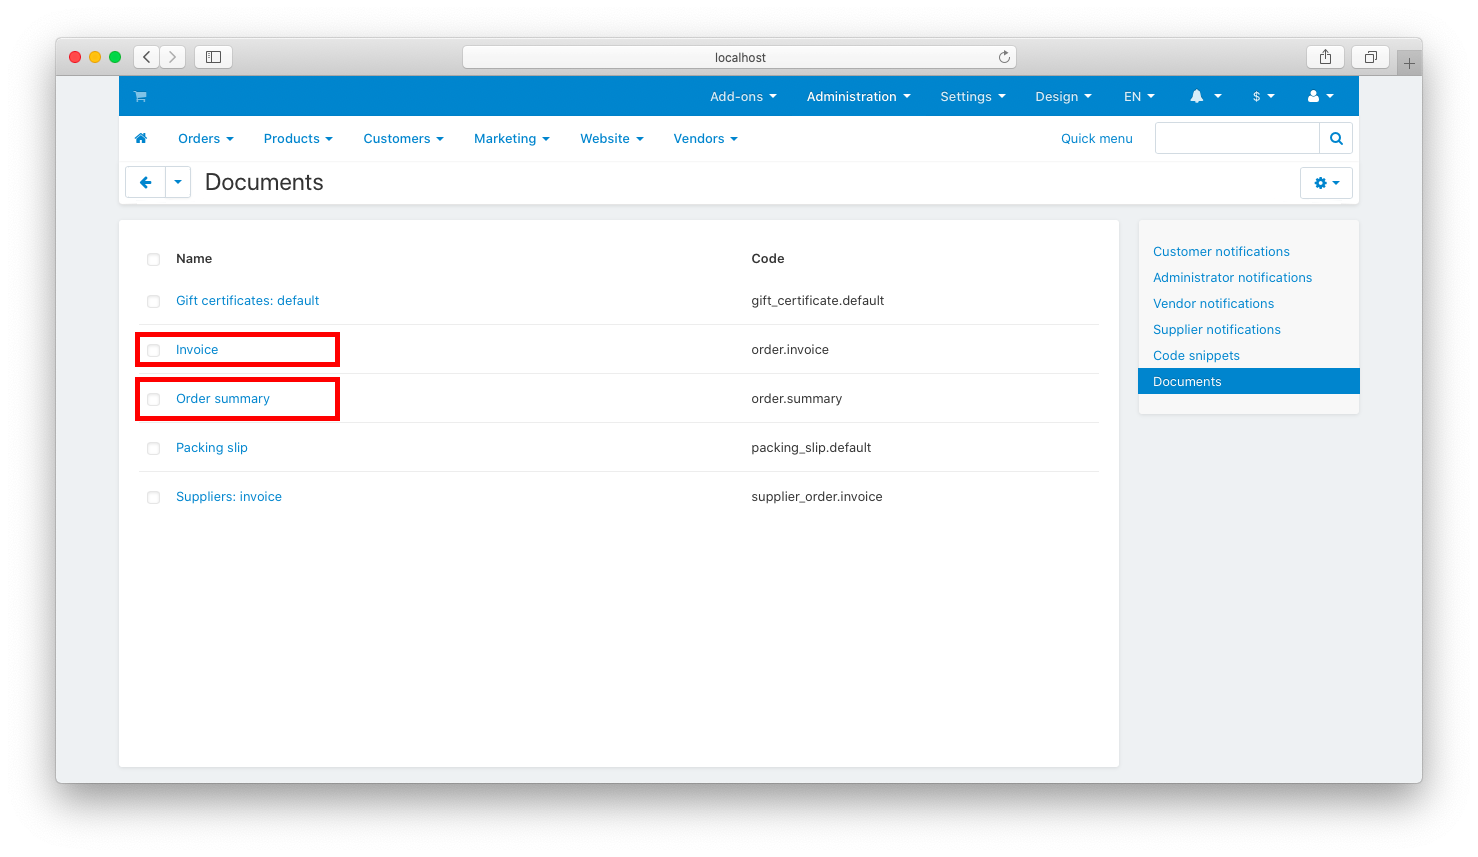 localhost
Add-ons Administration Settings Design EN $
Orders Products Customers Marketing Website Vendors Quick menu
Documents
Name Code
Gift certificates: default gift_certificate.default
Invoice order.invoice
Order summary order.summary
Packing slip packing_slip.default
Suppliers: invoice supplier_order.invoice
Customer notifications
Administrator notifications
Vendor notifications
Supplier notifications
Code snippets
Documents